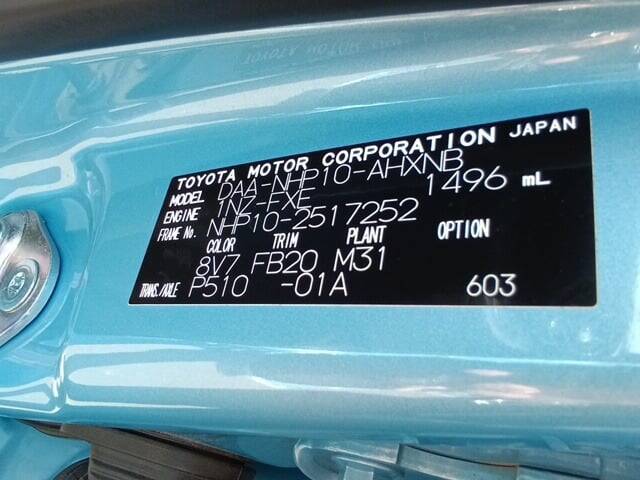 TOYOTA MOTOR CORPORATION JAPAN
MODEL DAA-NHP10-AHXNB
ENGINE 1NZ-FXE 1496 mL
FRAME No. NHP10-2517252
COLOR TRIM PLANT OPTION
8V7 FB20 M31
TRANS./AXLE P510 -01A 603